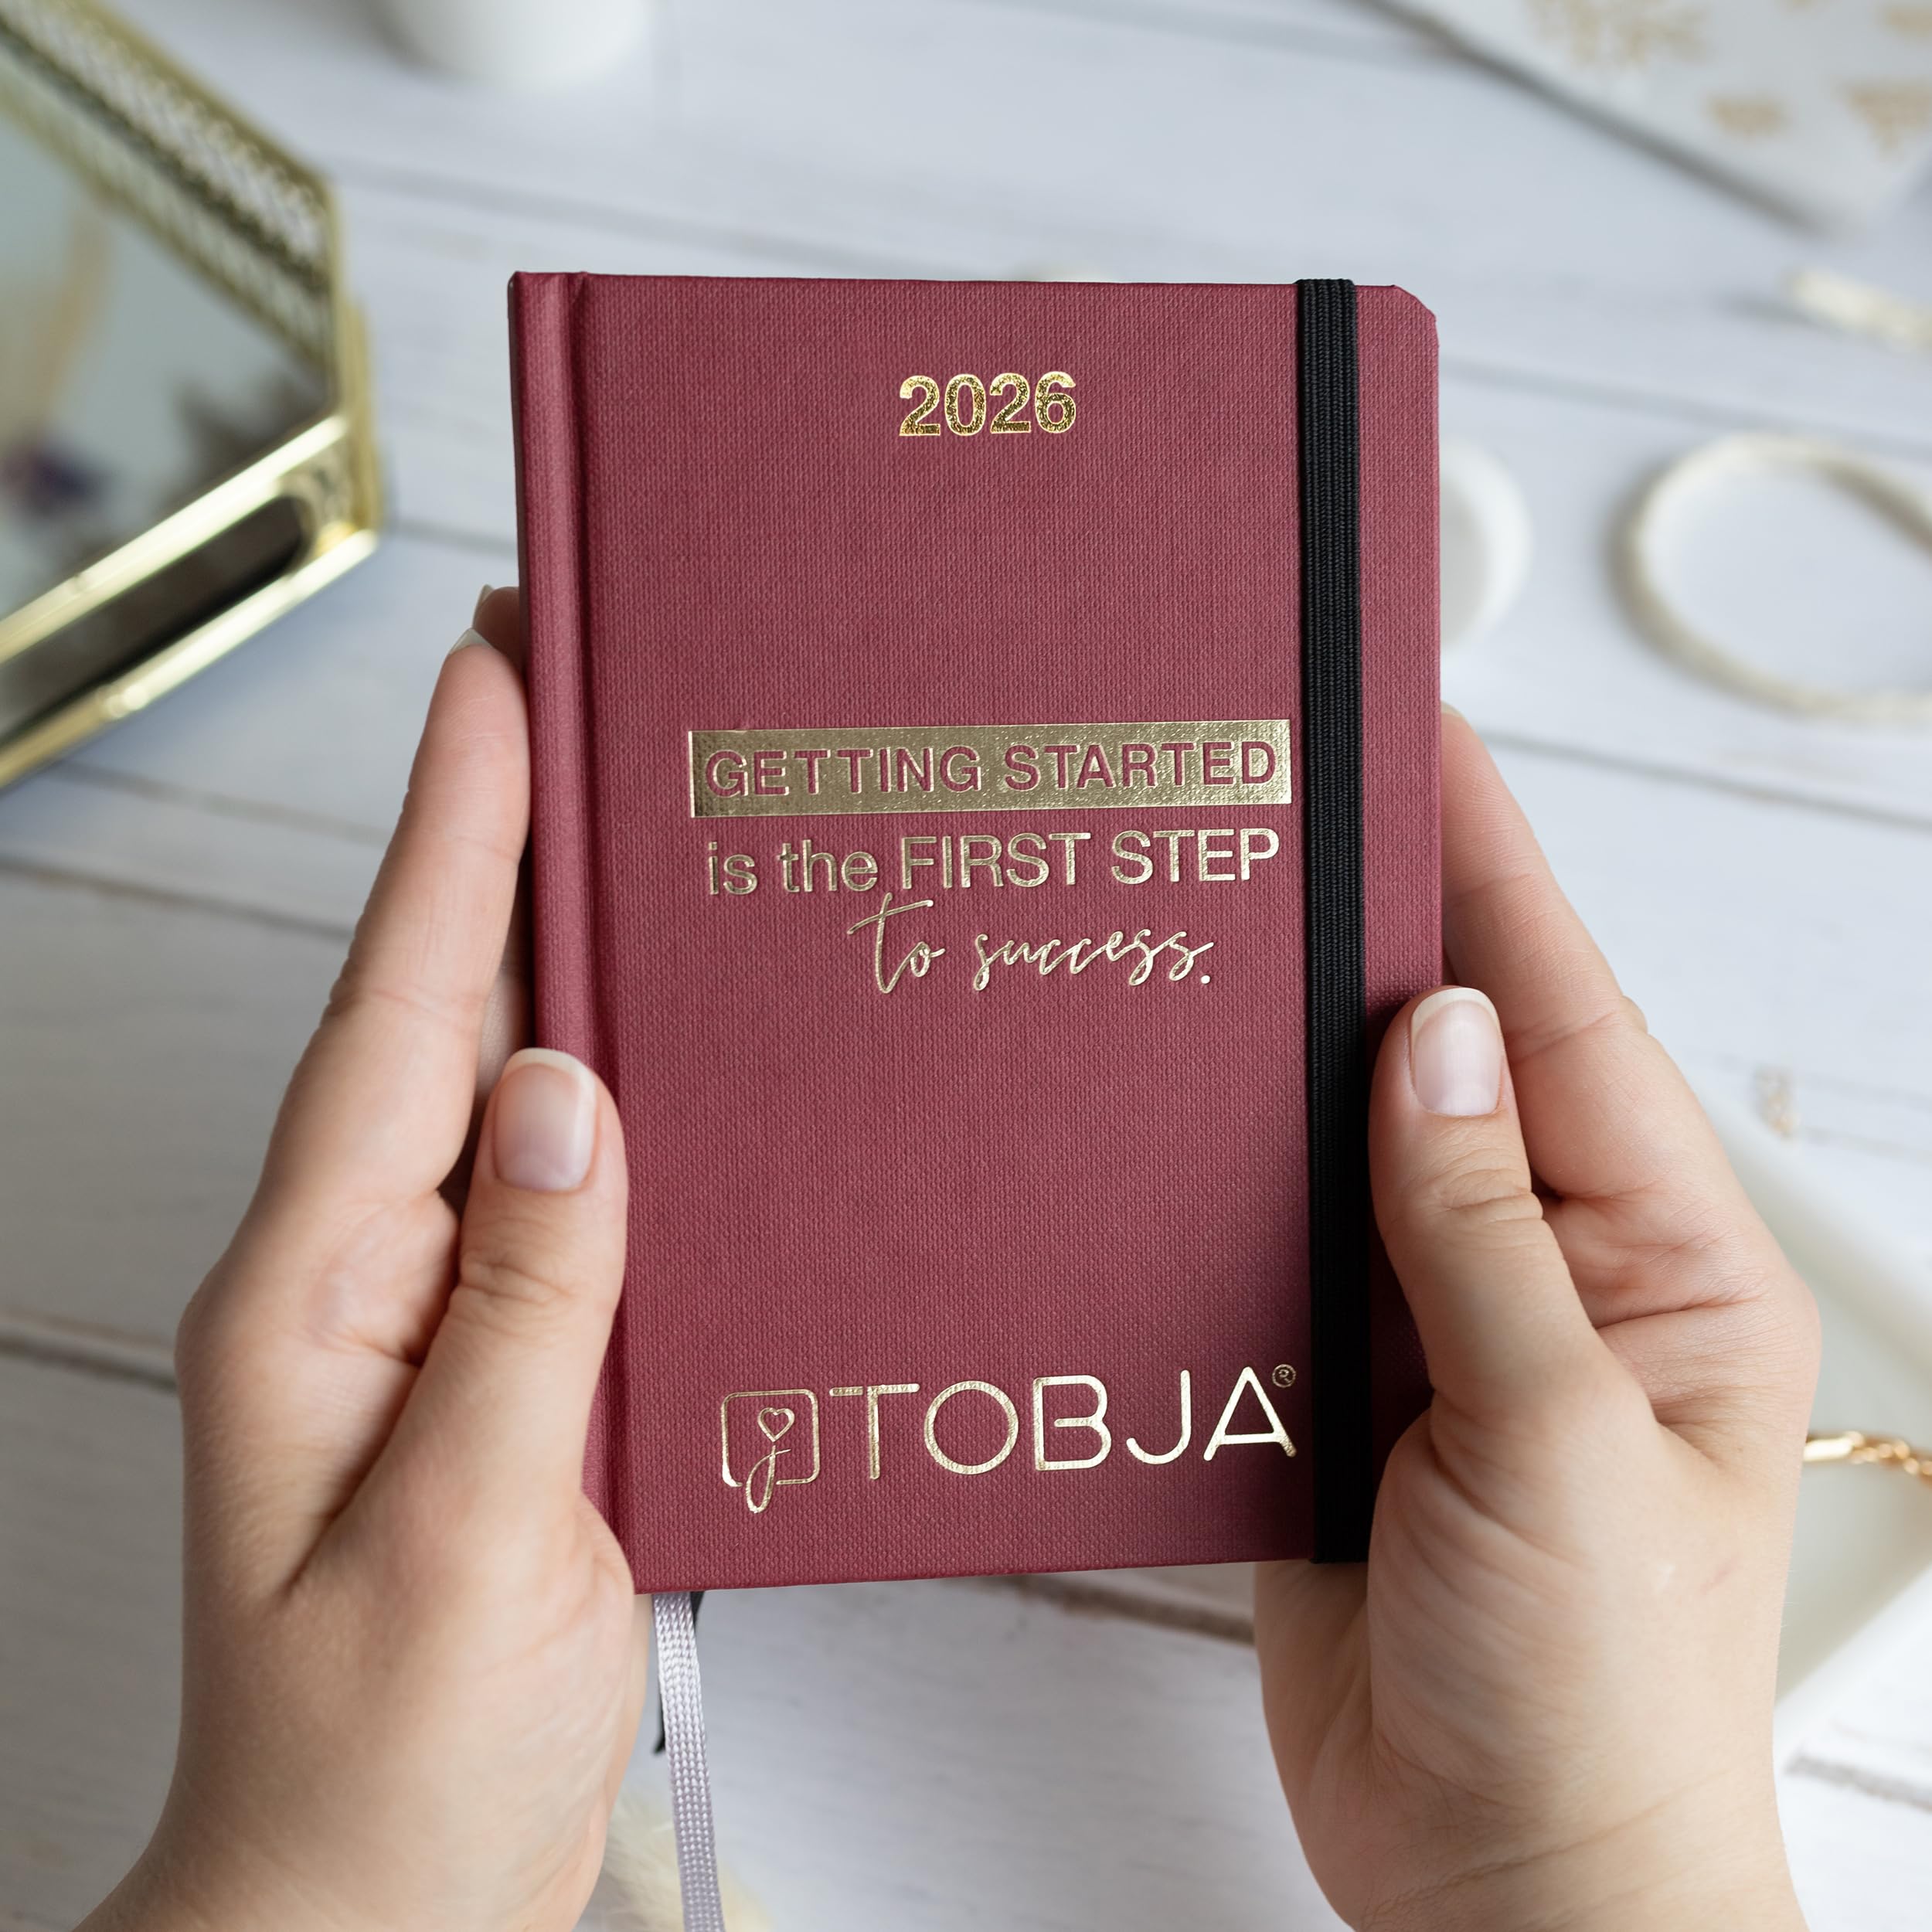 2026
GETTING STARTED
is the FIRST STEP
to success.
TOBJA®